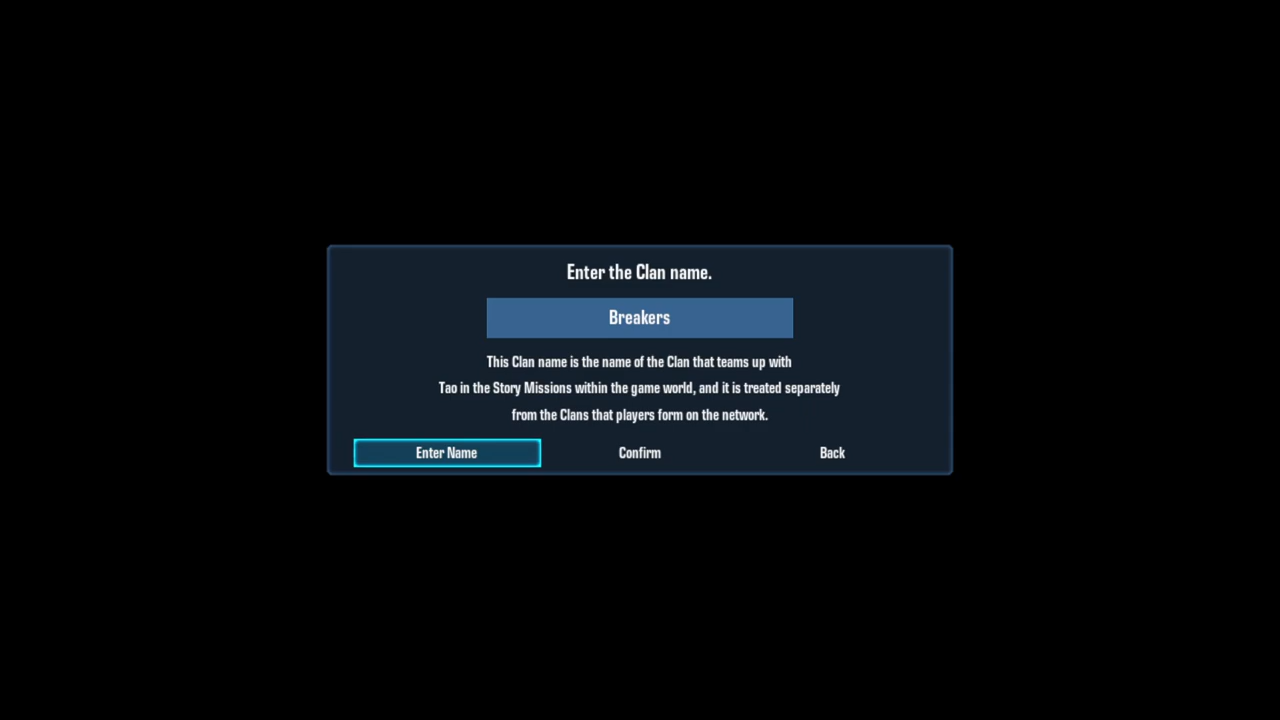 Enter the Clan name.
Breakers
This Clan name is the name of the Clan that teams up with
Tao in the Story Missions within the game world, and it is treated separately
from the Clans that players form on the network.
Enter Name
Confirm
Back